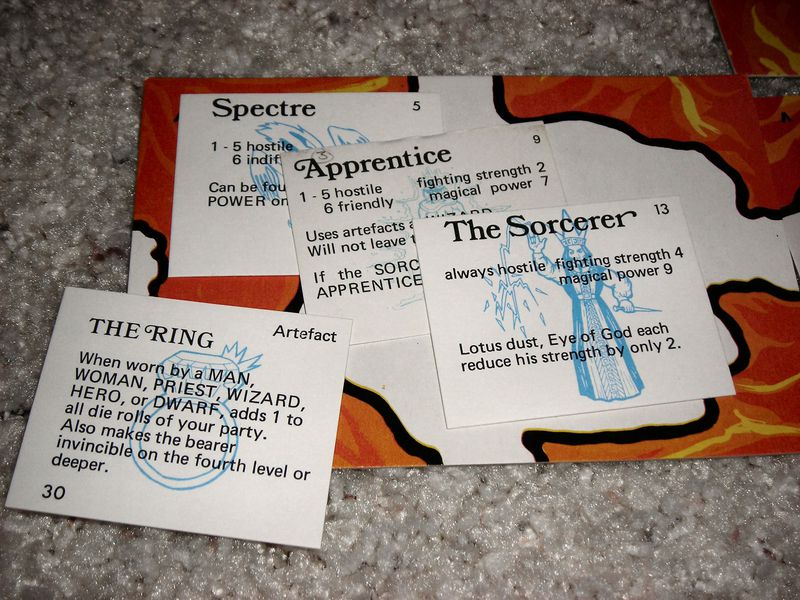 Spectre 5
1 - 5 hostile
6 indif
Can be fou
POWER on
Apprentice 9
3
1 - 5 hostile fighting strength 2
6 friendly magical power 7
Uses artefacts a WIZARD
Will not leave t
If the SORC
APPRENTICE
The Sorcerer 13
always hostile fighting strength 4
magical power 9
Lotus dust, Eye of God each
reduce his strength by only 2.
THE RING Artefact
When worn by a MAN,
WOMAN, PRIEST, WIZARD,
HERO, or DWARF, adds 1 to
all die rolls of your party.
Also makes the bearer
invincible on the fourth level or
deeper.
30